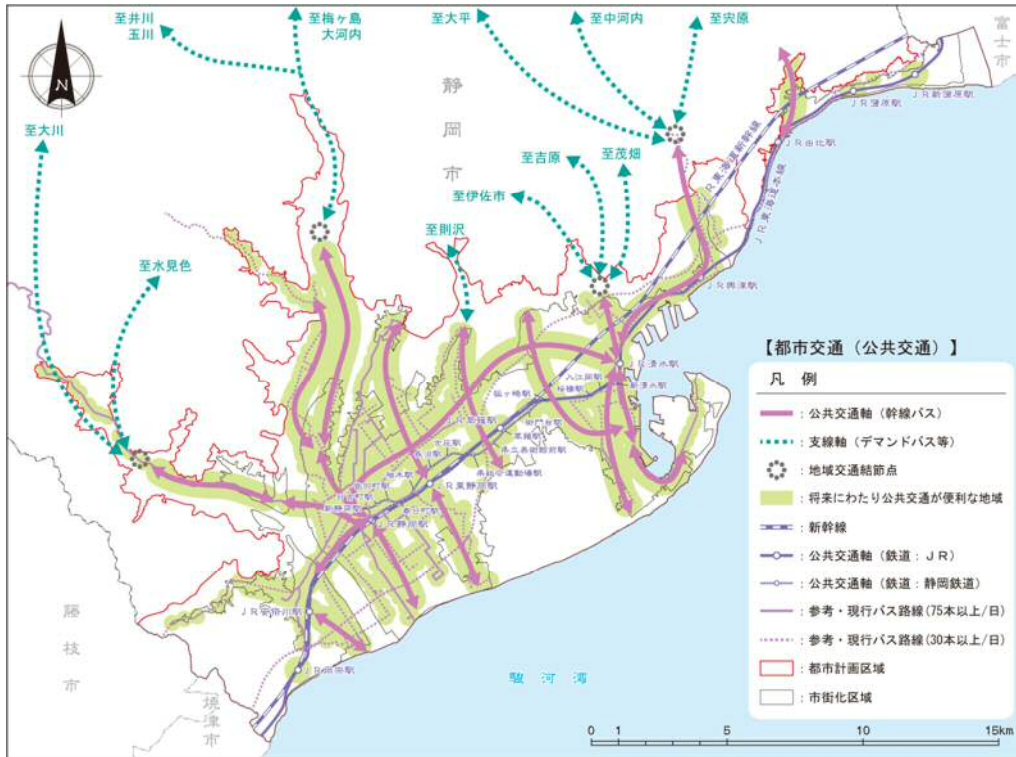 至井川
玉川
至梅ヶ島
大河内
至大平
至中河内
至宍原
富士市
N
静岡市
ＪＲ新蒲原駅
ＪＲ蒲原駅
至大川
ＪＲ由比駅
至吉原
至茂畑
ＪＲ東海道新幹線
ＪＲ東海道本線
至伊佐布
至則沢
至水見色
ＪＲ興津駅
ＪＲ清水駅
新清水駅
入江岡駅
桜橋駅
狐ヶ崎駅
御門台駅
ＪＲ草薙駅
草薙駅
県立美術館前駅
県総合運動場駅
古庄駅
長沼駅
柚木駅
ＪＲ東静岡駅
春日町駅
音羽町駅
日吉町駅
新静岡駅
ＪＲ静岡駅
ＪＲ安倍川駅
ＪＲ用宗駅
藤枝市
焼津市
駿河湾
【都市交通（公共交通）】
凡 例
：公共交通軸（幹線バス）
：支線軸（デマンドバス等）
：地域交通結節点
：将来にわたり公共交通が便利な地域
：新幹線
：公共交通軸（鉄道：ＪＲ）
：公共交通軸（鉄道：静岡鉄道）
：参考・現行バス路線(75本以上/日)
：参考・現行バス路線(30本以上/日)
：都市計画区域
：市街化区域
0 1 5 10 15km